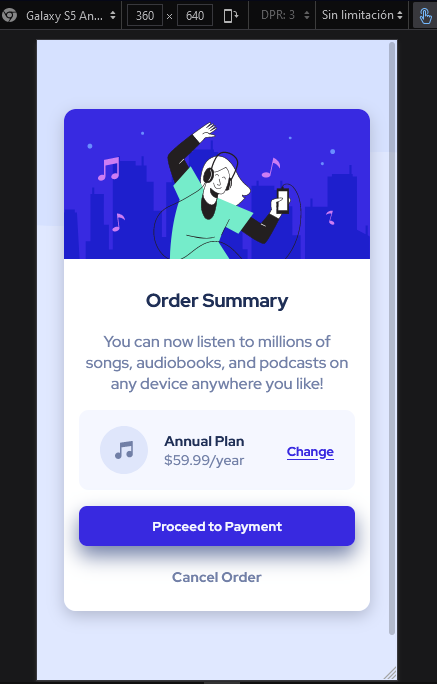 Galaxy S5 An...
360 × 640
DPR: 3
Sin limitación
Order Summary
You can now listen to millions of
songs, audiobooks, and podcasts on
any device anywhere you like!
Annual Plan
$59.99/year
Change
Proceed to Payment
Cancel Order